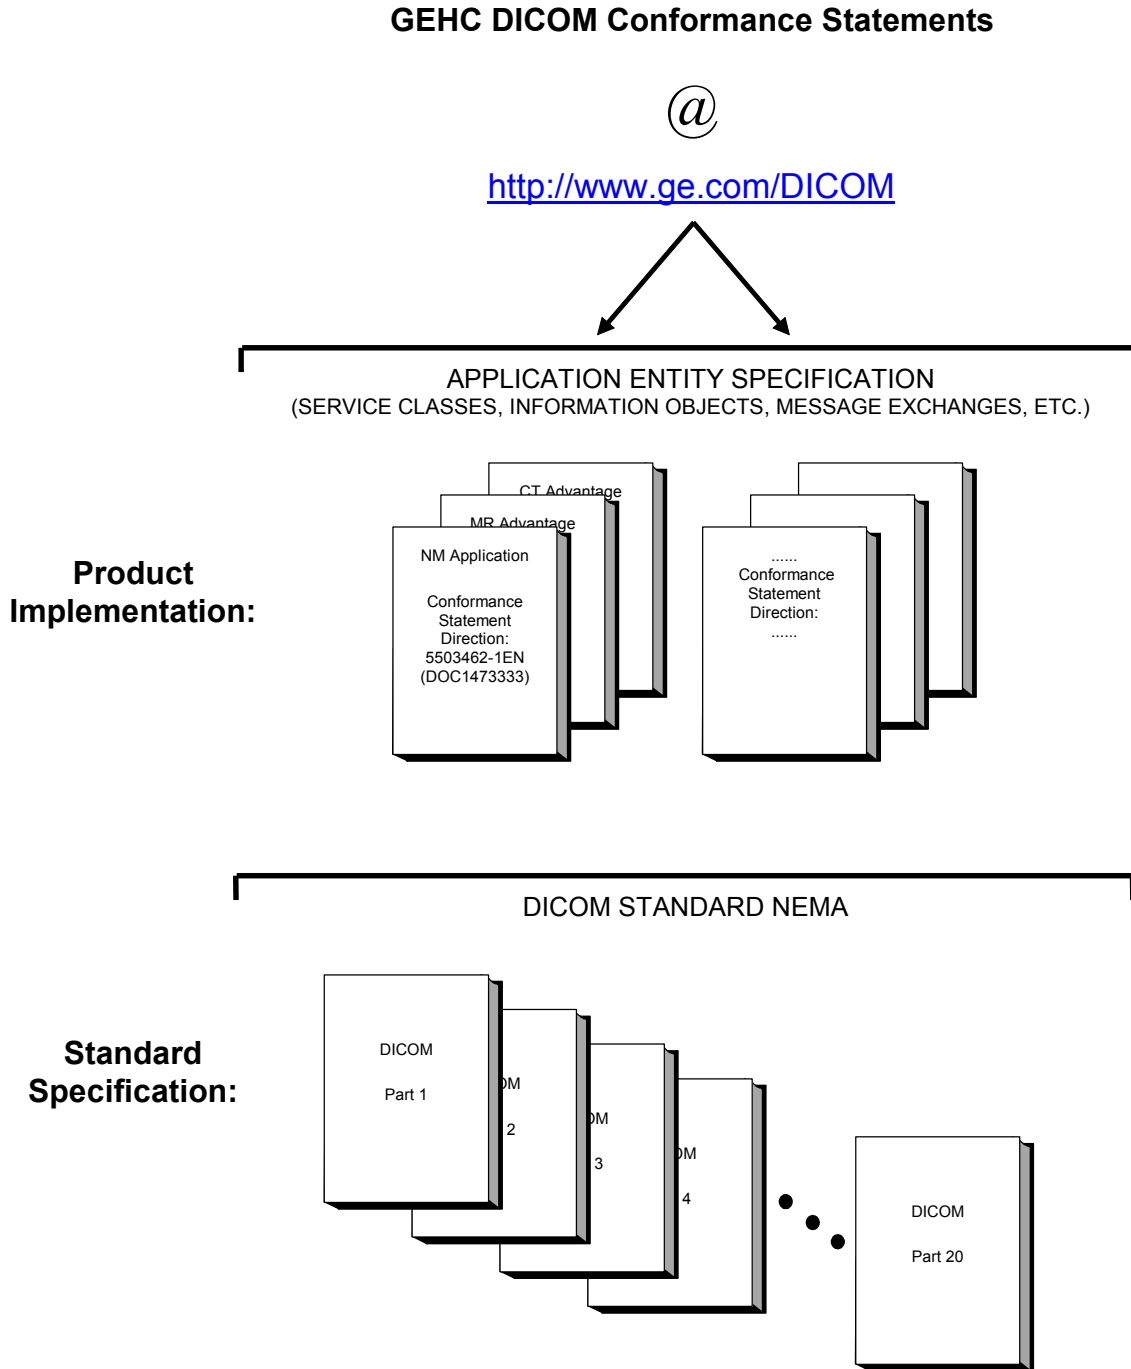 GEHC DICOM Conformance Statements
@
http://www.ge.com/DICOM
APPLICATION ENTITY SPECIFICATION
(SERVICE CLASSES, INFORMATION OBJECTS, MESSAGE EXCHANGES, ETC.)
Product
Implementation:
CT Advantage
MR Advantage
NM Application
Conformance
Statement
Direction:
5503462-1EN
(DOC1473333)
......
Conformance
Statement
Direction:
......
DICOM STANDARD NEMA
Standard
Specification:
DICOM
Part 1
OM
2
OM
3
OM
4
DICOM
Part 20